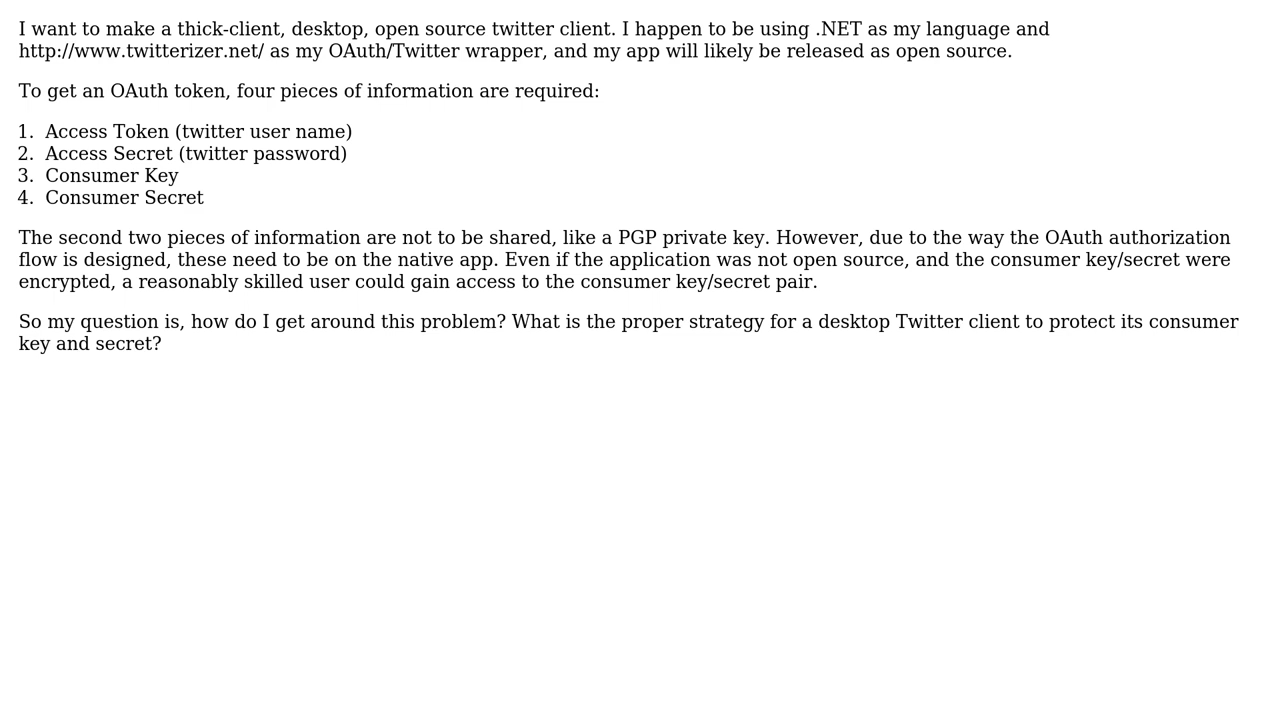 I want to make a thick-client, desktop, open source twitter client. I happen to be using .NET as my language and
http://www.twitterizer.net/ as my OAuth/Twitter wrapper, and my app will likely be released as open source.
To get an OAuth token, four pieces of information are required:
1. Access Token (twitter user name)
2. Access Secret (twitter password)
3. Consumer Key
4. Consumer Secret
The second two pieces of information are not to be shared, like a PGP private key. However, due to the way the OAuth authorization
flow is designed, these need to be on the native app. Even if the application was not open source, and the consumer key/secret were
encrypted, a reasonably skilled user could gain access to the consumer key/secret pair.
So my question is, how do I get around this problem? What is the proper strategy for a desktop Twitter client to protect its consumer
key and secret?